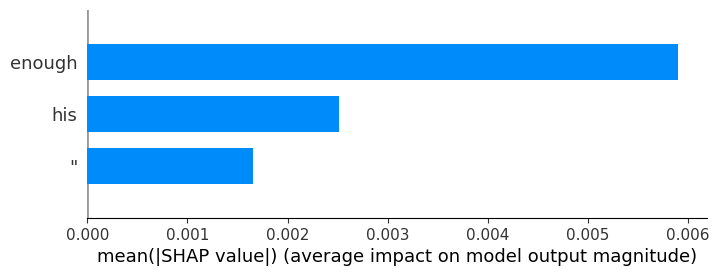 enough
his
"
0.000 0.001 0.002 0.003 0.004 0.005 0.006
mean(|SHAP value|) (average impact on model output magnitude)